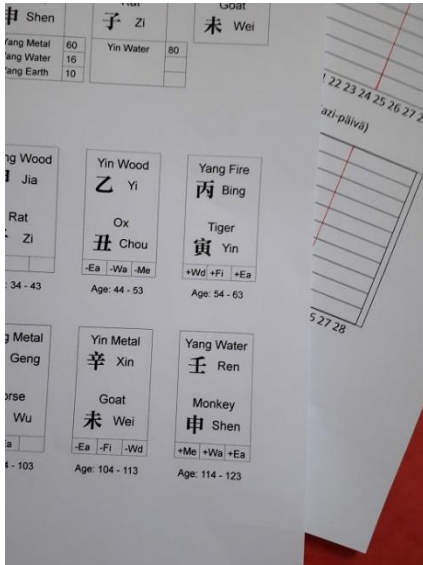 Goat
申 Shen
子 Zi
未 Wei
Yang Metal 60
Yang Water 16
Yang Earth 10
Yin Water 80
Wood
Jia
Rat
Zi
34 - 43
Yin Wood
乙 Yi
Ox
丑 Chou
-Ea -Wa -Me
Age: 44 - 53
Yang Fire
丙 Bing
Tiger
寅 Yin
+Wd +Fi +Ea
Age: 54 - 63
Metal
Geng
Wu
- 103
Yin Metal
辛 Xin
Goat
未 Wei
-Ea -Fi -Wd
Age: 104 - 113
Yang Water
壬 Ren
Monkey
申 Shen
+Me +Wa +Ea
Age: 114 - 123
22 23 24 25 26 27
azi-päivä)
27 28